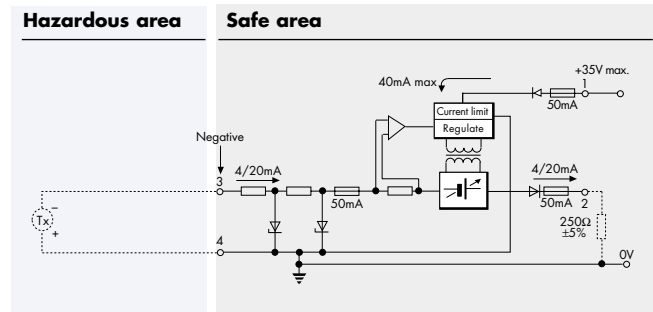 Hazardous area
Safe area
+35V max.
1
40mA max
50mA
Current limit
Regulate
Negative
4/20mA
3
50mA
4/20mA
50mA
2
250Ω
±5%
Tx
−
+
4
0V